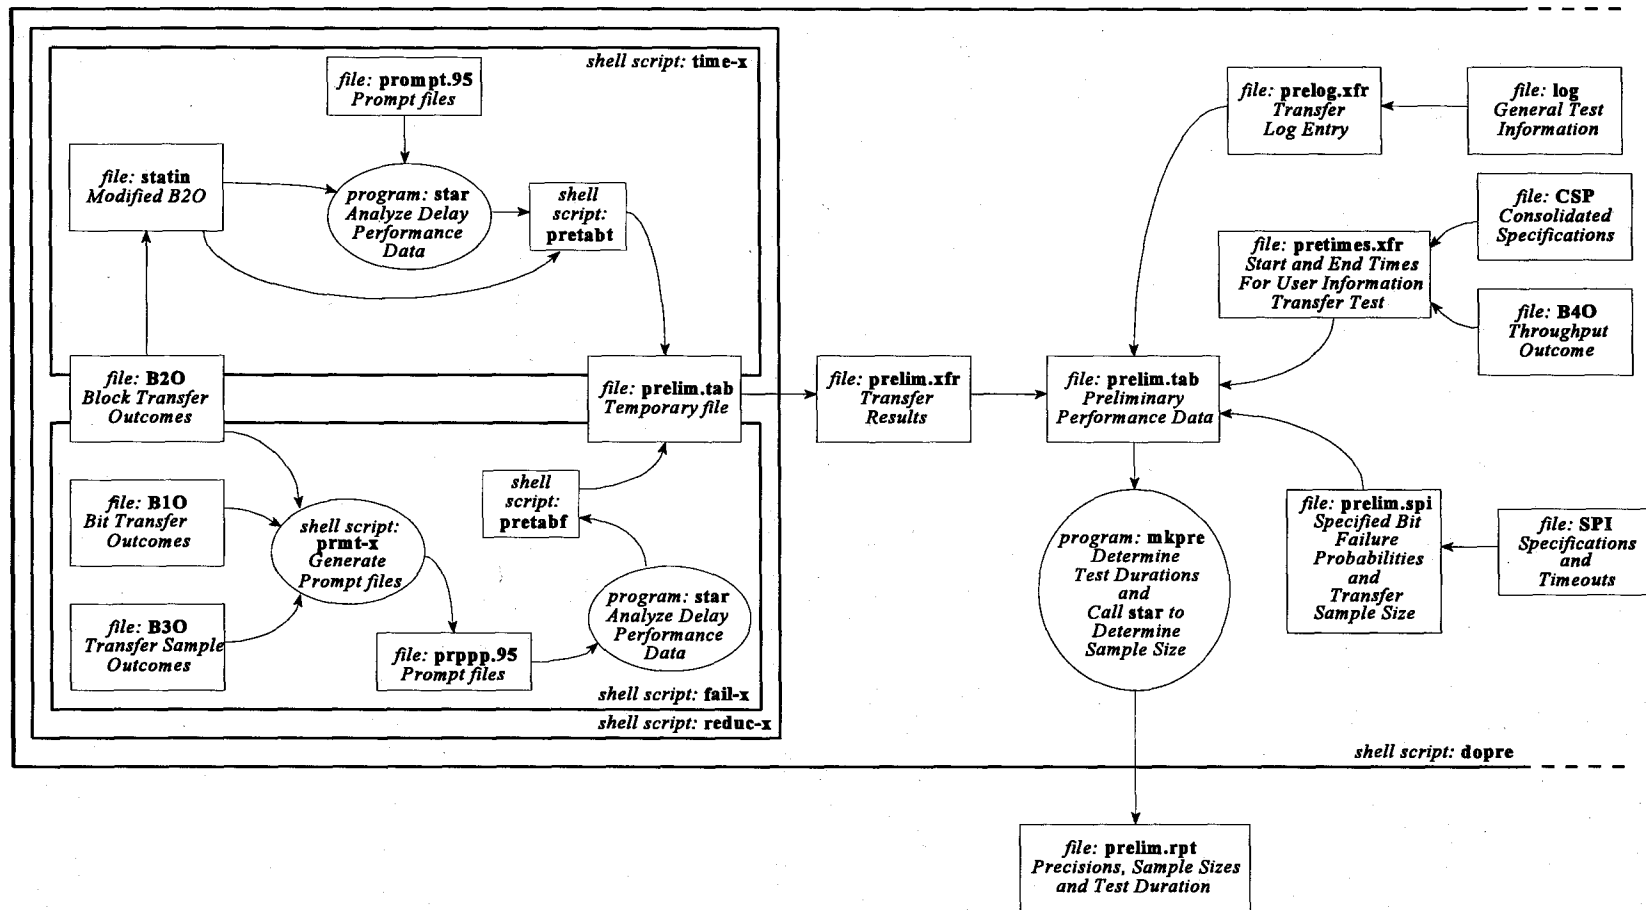 shell script: time-x
file: prompt.95
Prompt files
file: prelog.xfr
Transfer
Log Entry
file: log
General Test
Information
file: statin
Modified B2O
program: star
Analyze Delay
Performance
Data
shell
script:
pretabt
file: CSP
Consolidated
Specifications
file: pretimes.xfr
Start and End Times
For User Information
Transfer Test
file: B4O
Throughput
Outcome
file: B2O
Block Transfer
Outcomes
file: prelim.tab
Temporary file
file: prelim.xfr
Transfer
Results
file: prelim.tab
Preliminary
Performance Data
file: B1O
Bit Transfer
Outcomes
shell script:
prmt-x
Generate
Prompt files
shell
script:
pretabf
file: B3O
Transfer Sample
Outcomes
file: prppp.95
Prompt files
program: star
Analyze Delay
Performance
Data
program: mkpre
Determine
Test Durations
and
Call star to
Determine
Sample Size
file: prelim.spi
Specified Bit
Failure
Probabilities
and
Transfer
Sample Size
file: SPI
Specifications
and
Timeouts
shell script: fail-x
shell script: reduc-x
shell script: dopre
file: prelim.rpt
Precisions, Sample Sizes
and Test Duration